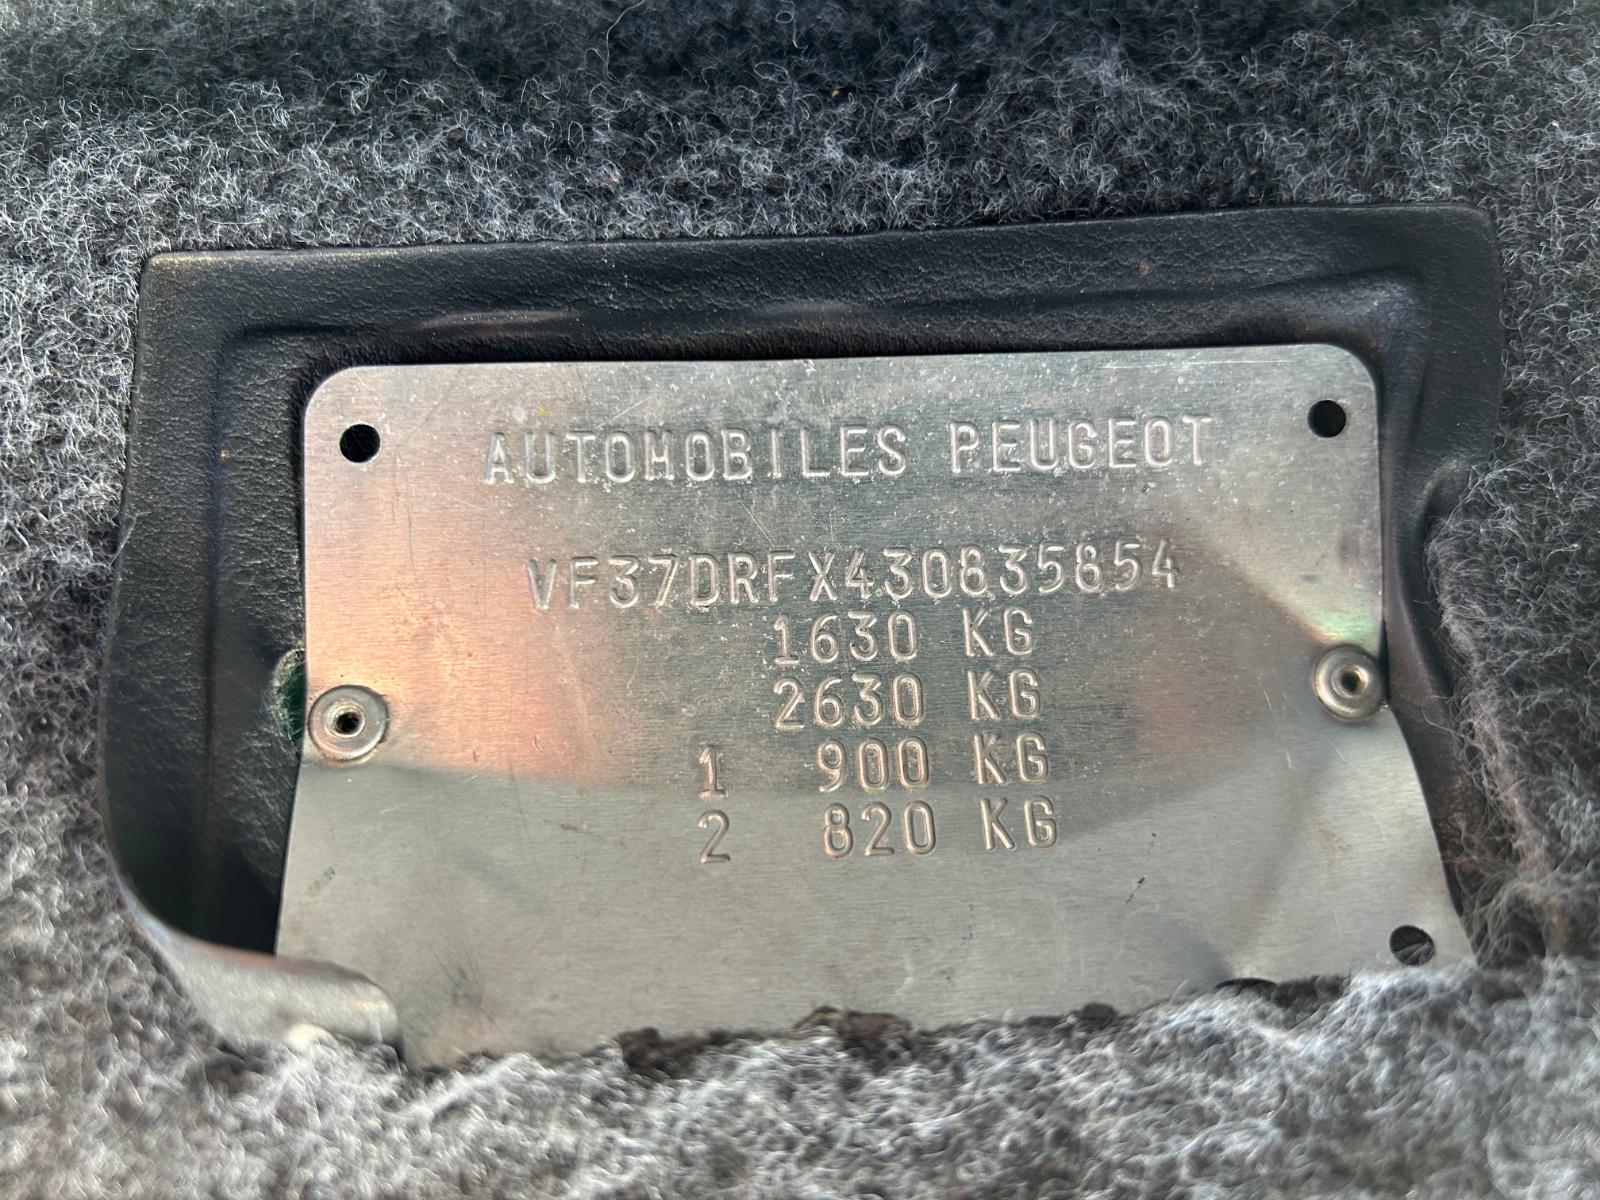 AUTOMOBILES PEUGEOT
VF37DRFX430835854
1630 KG
2630 KG
1 900 KG
2 820 KG